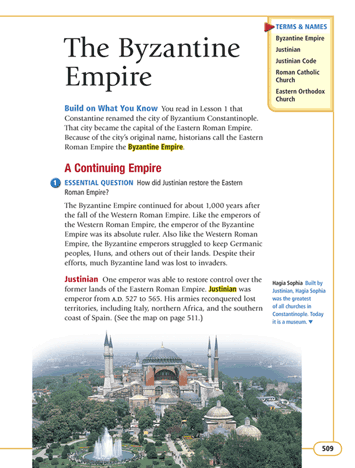 The Byzantine
Empire
TERMS & NAMES
Byzantine Empire
Justinian
Justinian Code
Roman Catholic
Church
Eastern Orthodox
Church
Build on What You Know You read in Lesson 1 that
Constantine renamed the city of Byzantium Constantinople.
That city became the capital of the Eastern Roman Empire.
Because of the city's original name, historians call the Eastern
Roman Empire the Byzantine Empire.
A Continuing Empire
1 ESSENTIAL QUESTION How did Justinian restore the Eastern
Roman Empire?
The Byzantine Empire continued for about 1,000 years after
the fall of the Western Roman Empire. Like the emperors of
the Western Roman Empire, the emperor of the Byzantine
Empire was its absolute ruler. Also like the Western Roman
Empire, the Byzantine emperors struggled to keep Germanic
peoples, Huns, and others out of their lands. Despite their
efforts, much Byzantine land was lost to invaders.
Justinian One emperor was able to restore control over the
former lands of the Eastern Roman Empire. Justinian was
emperor from A.D. 527 to 565. His armies reconquered lost
territories, including Italy, northern Africa, and the southern
coast of Spain. (See the map on page 511.)
Hagia Sophia Built by
Justinian, Hagia Sophia
was the greatest
of all churches in
Constantinople. Today
it is a museum. ▼
509